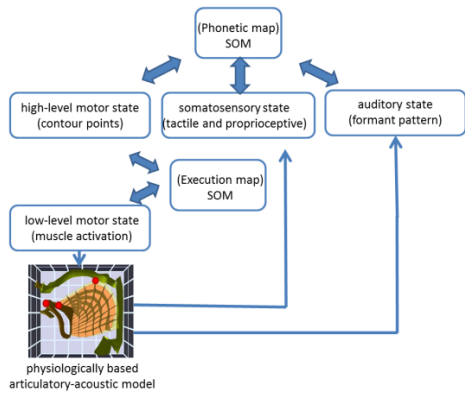 (Phonetic map)
SOM
high-level motor state
(contour points)
somatosensory state
(tactile and proprioceptive)
auditory state
(formant pattern)
(Execution map)
SOM
low-level motor state
(muscle activation)
physiologically based
articulatory-acoustic model